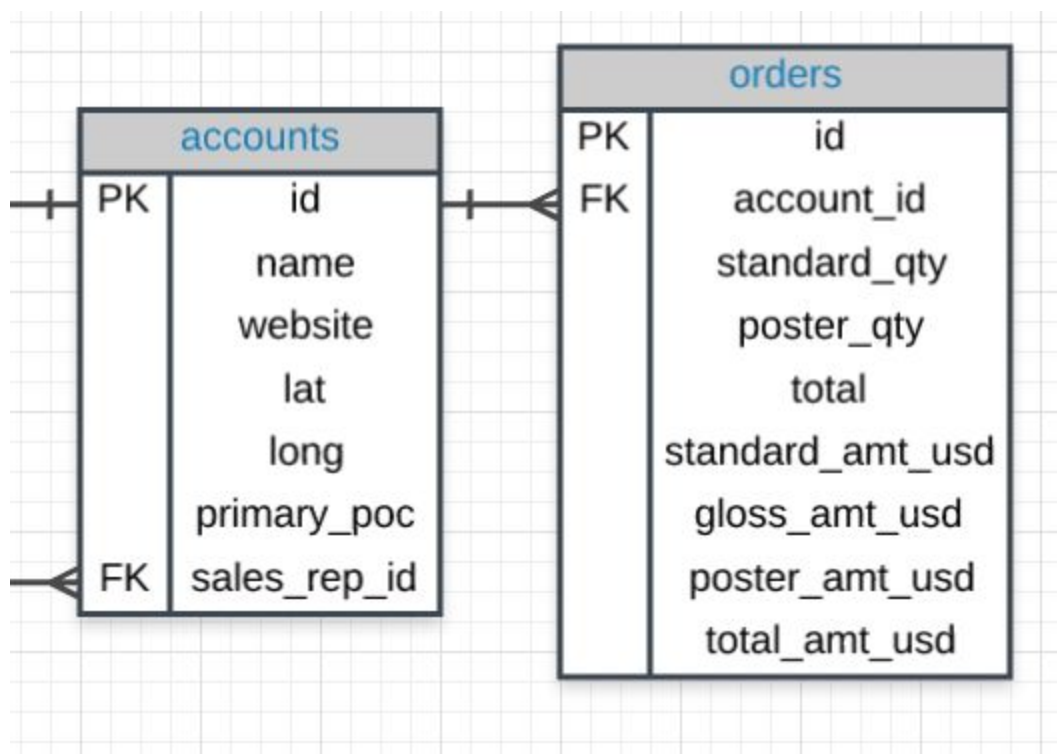 accounts
PK id
name
website
lat
long
primary_poc
FK sales_rep_id
orders
PK id
FK account_id
standard_qty
poster_qty
total
standard_amt_usd
gloss_amt_usd
poster_amt_usd
total_amt_usd